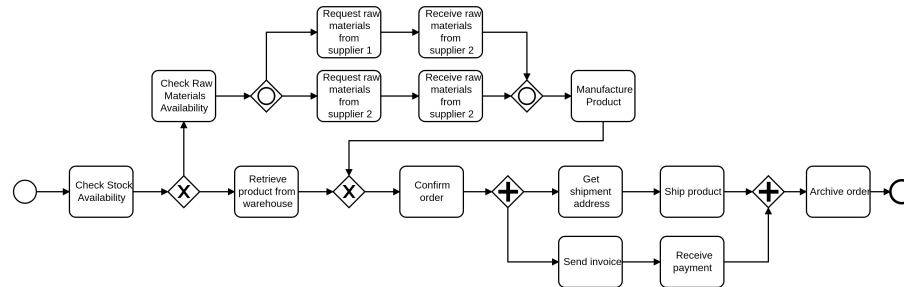 Request raw
materials
from
supplier 1
Receive raw
materials
from
supplier 2
Check Raw
Materials
Availability
Request raw
materials
from
supplier 2
Receive raw
materials
from
supplier 2
Manufacture
Product
Check Stock
Availability
X
Retrieve
product from
warehouse
X
Confirm
order
Get
shipment
address
Ship product
Archive order
Send invoice
Receive
payment